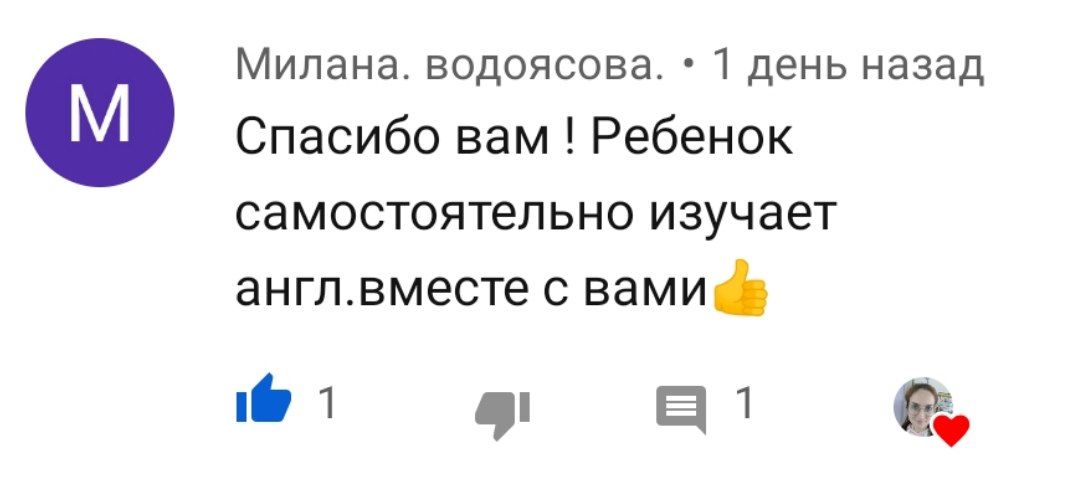 М
Милана. водоясова. • 1 день назад
Спасибо вам ! Ребенок
самостоятельно изучает
англ.вместе с вами👍
1 1